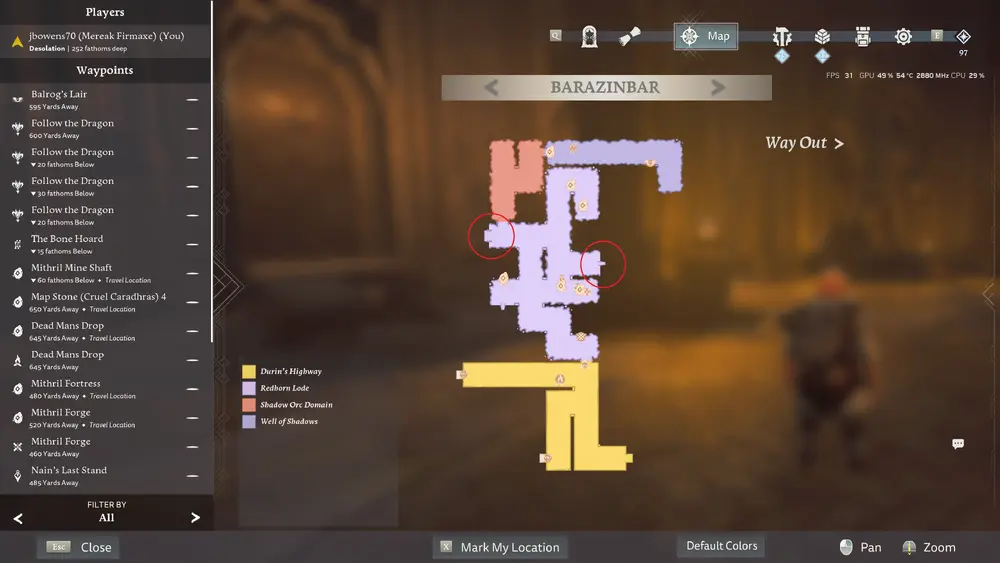 Players
jbowens70 (Mereak Firmaxe) (You)
Desolation | 252 fathoms deep
Waypoints
Balrog's Lair
595 Yards Away
Follow the Dragon
600 Yards Away
Follow the Dragon
▼ 20 fathoms Below
Follow the Dragon
▼ 30 fathoms Below
Follow the Dragon
▼ 20 fathoms Below
The Bone Hoard
▼ 15 fathoms Below
Mithril Mine Shaft
▼ 60 fathoms Below • Travel Location
Map Stone (Cruel Caradhras) 4
650 Yards Away • Travel Location
Dead Mans Drop
645 Yards Away • Travel Location
Dead Mans Drop
645 Yards Away
Mithril Fortress
480 Yards Away • Travel Location
Mithril Forge
520 Yards Away • Travel Location
Mithril Forge
460 Yards Away
Nain's Last Stand
485 Yards Away
FILTER BY
All
Q
Map
E
97
FPS 31 GPU 49 % 54 °C 2880 MHz CPU 29 %
BARAZINBAR
Way Out >
Durin's Highway
Redhorn Lode
Shadow Orc Domain
Well of Shadows
Esc Close
X Mark My Location
Default Colors
Pan
Zoom